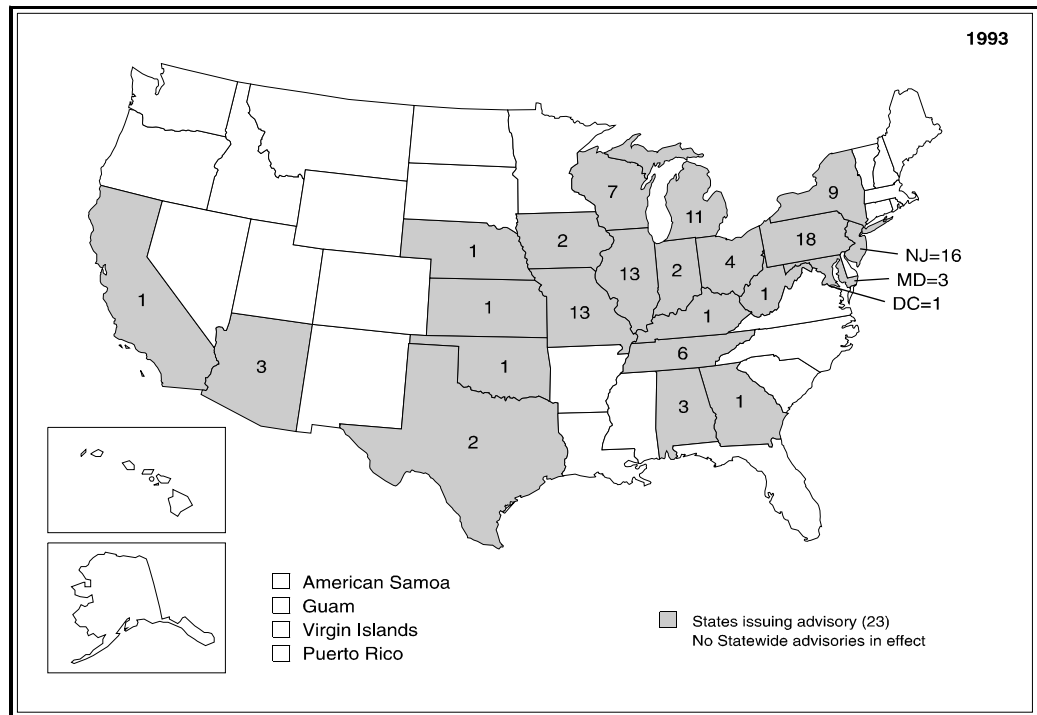 1993
7
9
11
1
2
18
NJ=16
2
4
13
MD=3
1
1
1
DC=1
13
1
6
3
1
3
1
2
American Samoa
Guam
Virgin Islands
Puerto Rico
States issuing advisory (23)
No Statewide advisories in effect